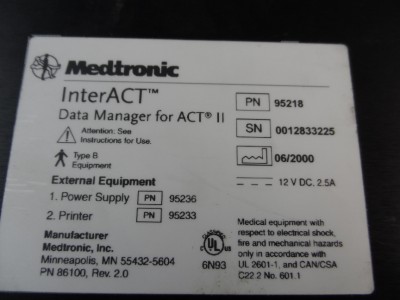 Medtronic
InterACT™
Data Manager for ACT® II
PN 95218
SN 0012833225
Attention: See
Instructions for Use.
06/2000
Type B
Equipment
12 V DC. 2.5A
External Equipment
1. Power Supply PN 95236
2. Printer PN 95233
Manufacturer
Medtronic, Inc.
Minneapolis, MN 55432-5604
PN 86100, Rev. 2.0
UL
6N93
Medical equipment with
respect to electrical shock,
fire and mechanical hazards
only in accordance with
UL 2601-1, and CAN/CSA
C22.2 No. 601.1